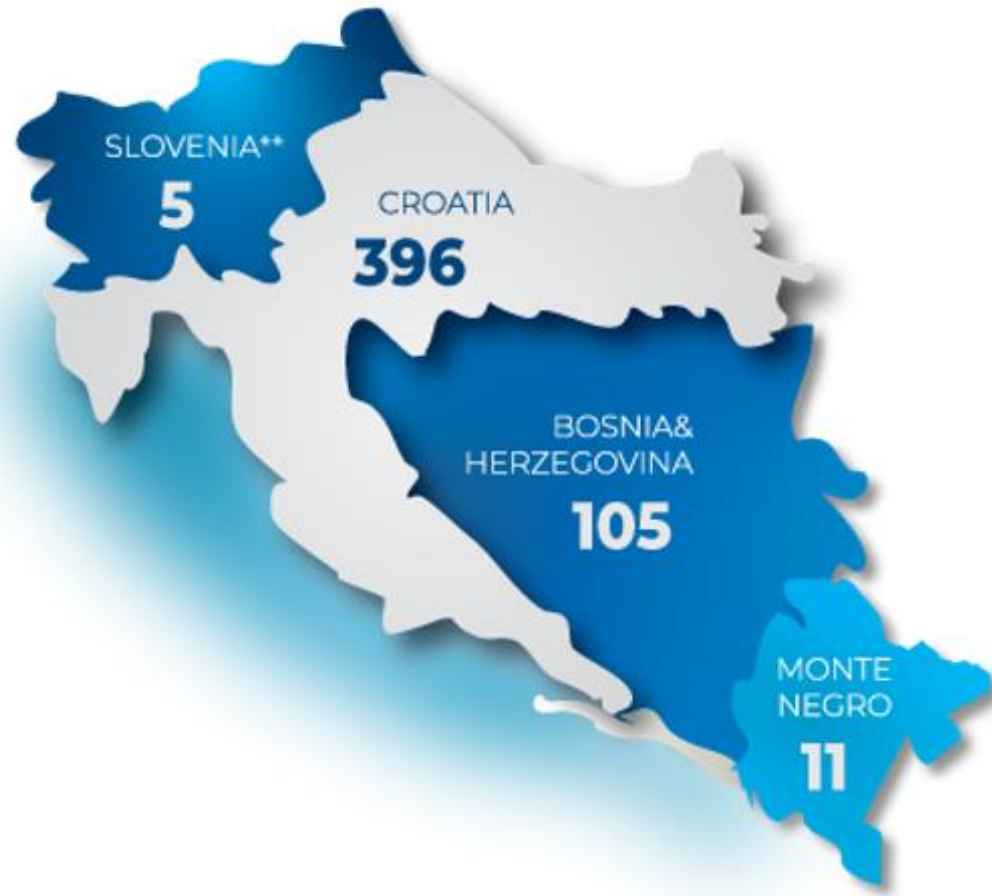 SLOVENIA**
5
CROATIA
396
BOSNIA&
HERZEGOVINA
105
MONTE
NEGRO
11